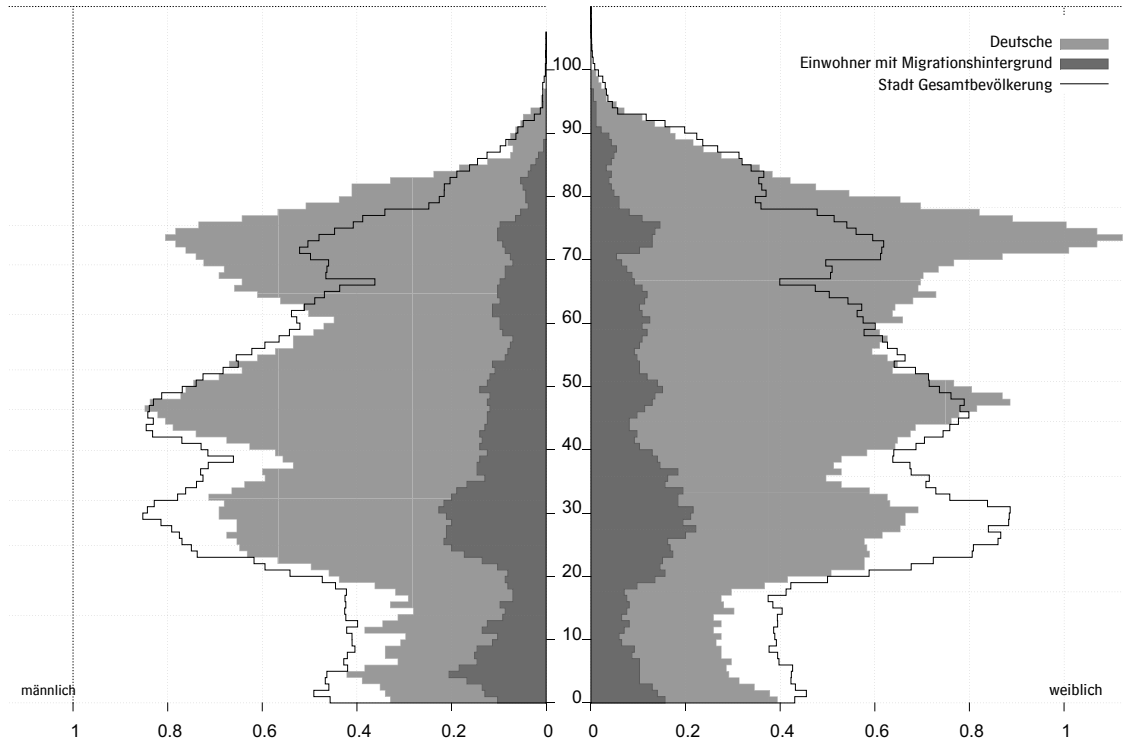 Deutsche
Einwohner mit Migrationshintergrund
Stadt Gesamtbevölkerung
100
90
80
70
60
50
40
30
20
10
0
männlich
weiblich
1 0.8 0.6 0.4 0.2 0 0 0.2 0.4 0.6 0.8 1